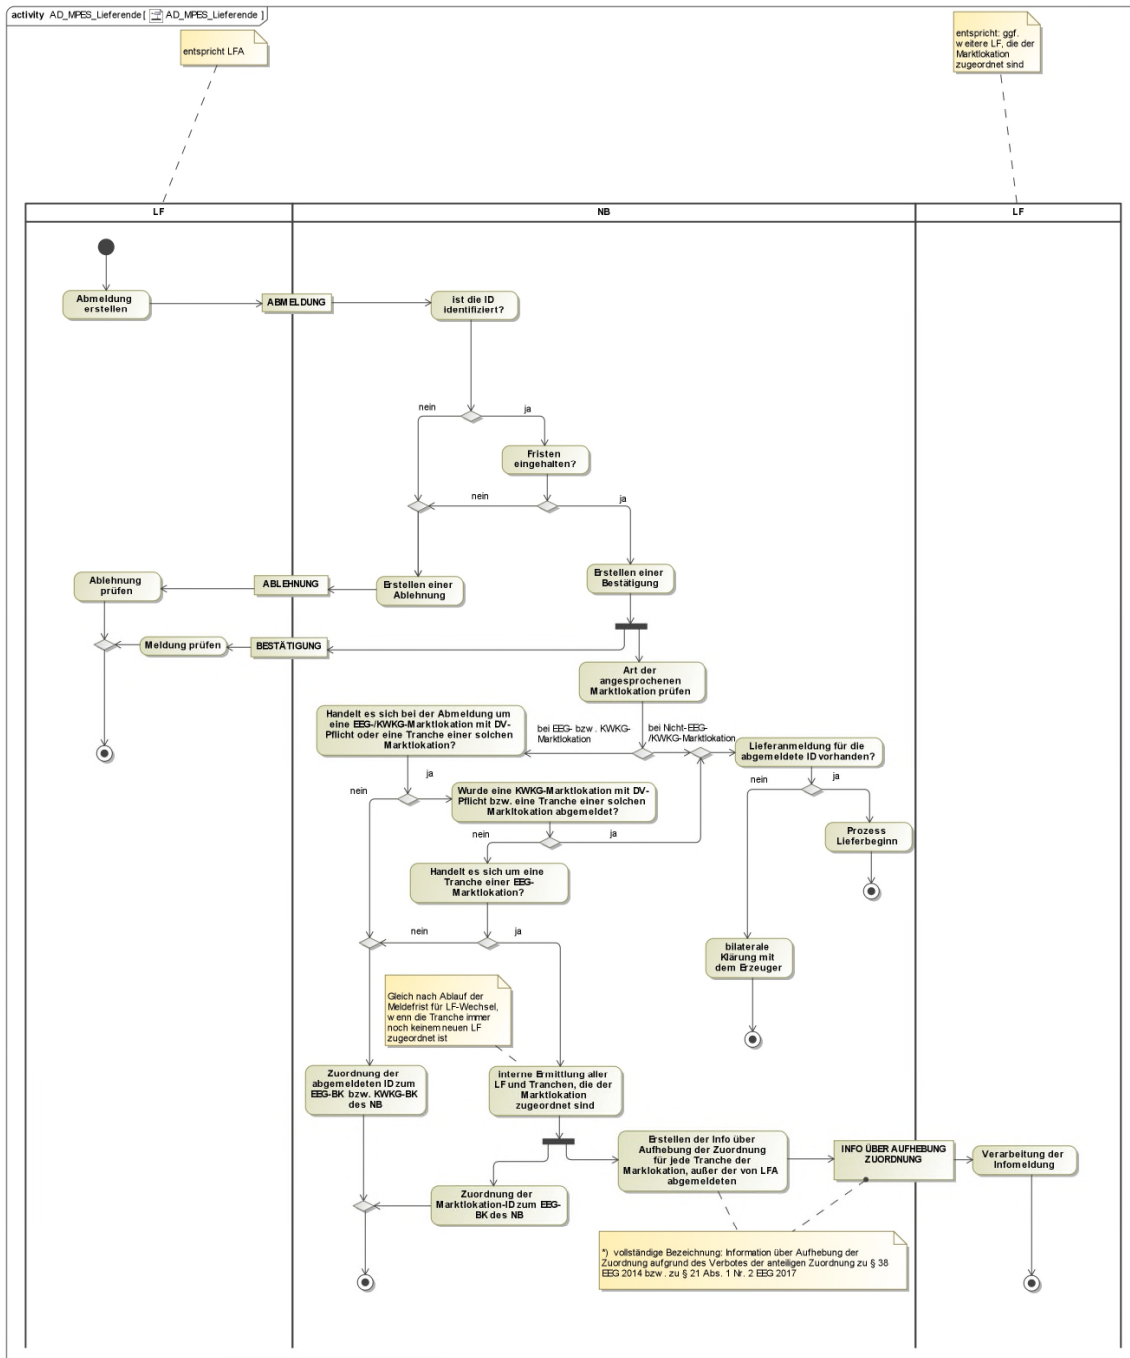 activity AD_MPES_Lieferende [ AD_MPES_Lieferende ]
entspricht LFA
entspricht: ggf.
weitere LF, die der
Marktlokation
zugeordnet sind
LF
NB
LF
Abmeldung
erstellen
ABMELDUNG
ist die ID
identifiziert?
nein
ja
Fristen
eingehalten?
nein
ja
Ablehnung
prüfen
ABLEHNUNG
Erstellen einer
Ablehnung
Erstellen einer
Bestätigung
Meldung prüfen
BESTÄTIGUNG
Art der
angesprochenen
Marktlokation prüfen
Handelt es sich bei der Abmeldung um
eine EEG-/KWKG-Marktlokation mit DV-
Pflicht oder eine Tranche einer solchen
Marktlokation?
bei EEG- bzw. KWKG-
Marktlokation
bei Nicht-EEG-
/KWKG-Marktlokation
Lieferanmeldung für die
abgemeldete ID vorhanden?
ja
nein
nein
ja
Wurde eine KWKG-Marktlokation mit DV-
Pflicht bzw. eine Tranche einer solchen
Markltokation abgemeldet?
nein
ja
Prozess
Lieferbeginn
Handelt es sich um eine
Tranche einer EEG-
Marktlokation?
nein
ja
bilaterale
Klärung mit
dem Erzeuger
Gleich nach Ablauf der
Meldefrist für LF-Wechsel,
wenn die Tranche immer
noch keinem neuen LF
zugeordnet ist
Zuordnung der
abgemeldeten ID zum
EEG-BK bzw. KWKG-BK
des NB
interne Ermittlung aller
LF und Tranchen, die der
Marktlokation
zugeordnet sind
Erstellen der Info über
Aufhebung der Zuordnung
für jede Tranche der
Marklokation, außer der von LFA
abgemeldeten
INFO ÜBER AUFHEBUNG
ZUORDNUNG
Verarbeitung der
Infomeldung
Zuordnung der
Marktlokation-ID zum EEG-
BK des NB
*) vollständige Bezeichnung: Information über Aufhebung der
Zuordnung aufgrund des Verbotes der anteiligen Zuordnung zu § 38
EEG 2014 bzw. zu § 21 Abs. 1 Nr. 2 EEG 2017